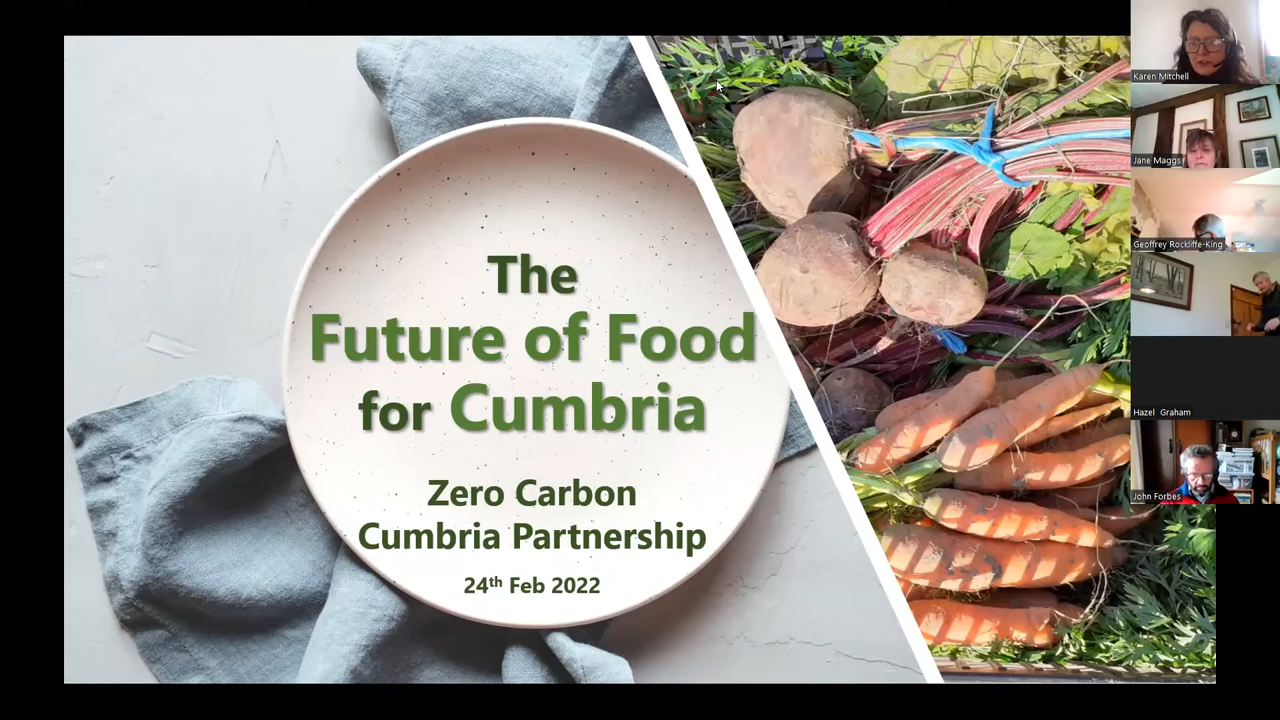 The
Future of Food
for Cumbria
Zero Carbon
Cumbria Partnership
24th Feb 2022
Karen Mitchell
Jane Maggs
Geoffrey Rockliffe-King
Hazel Graham
John Forbes